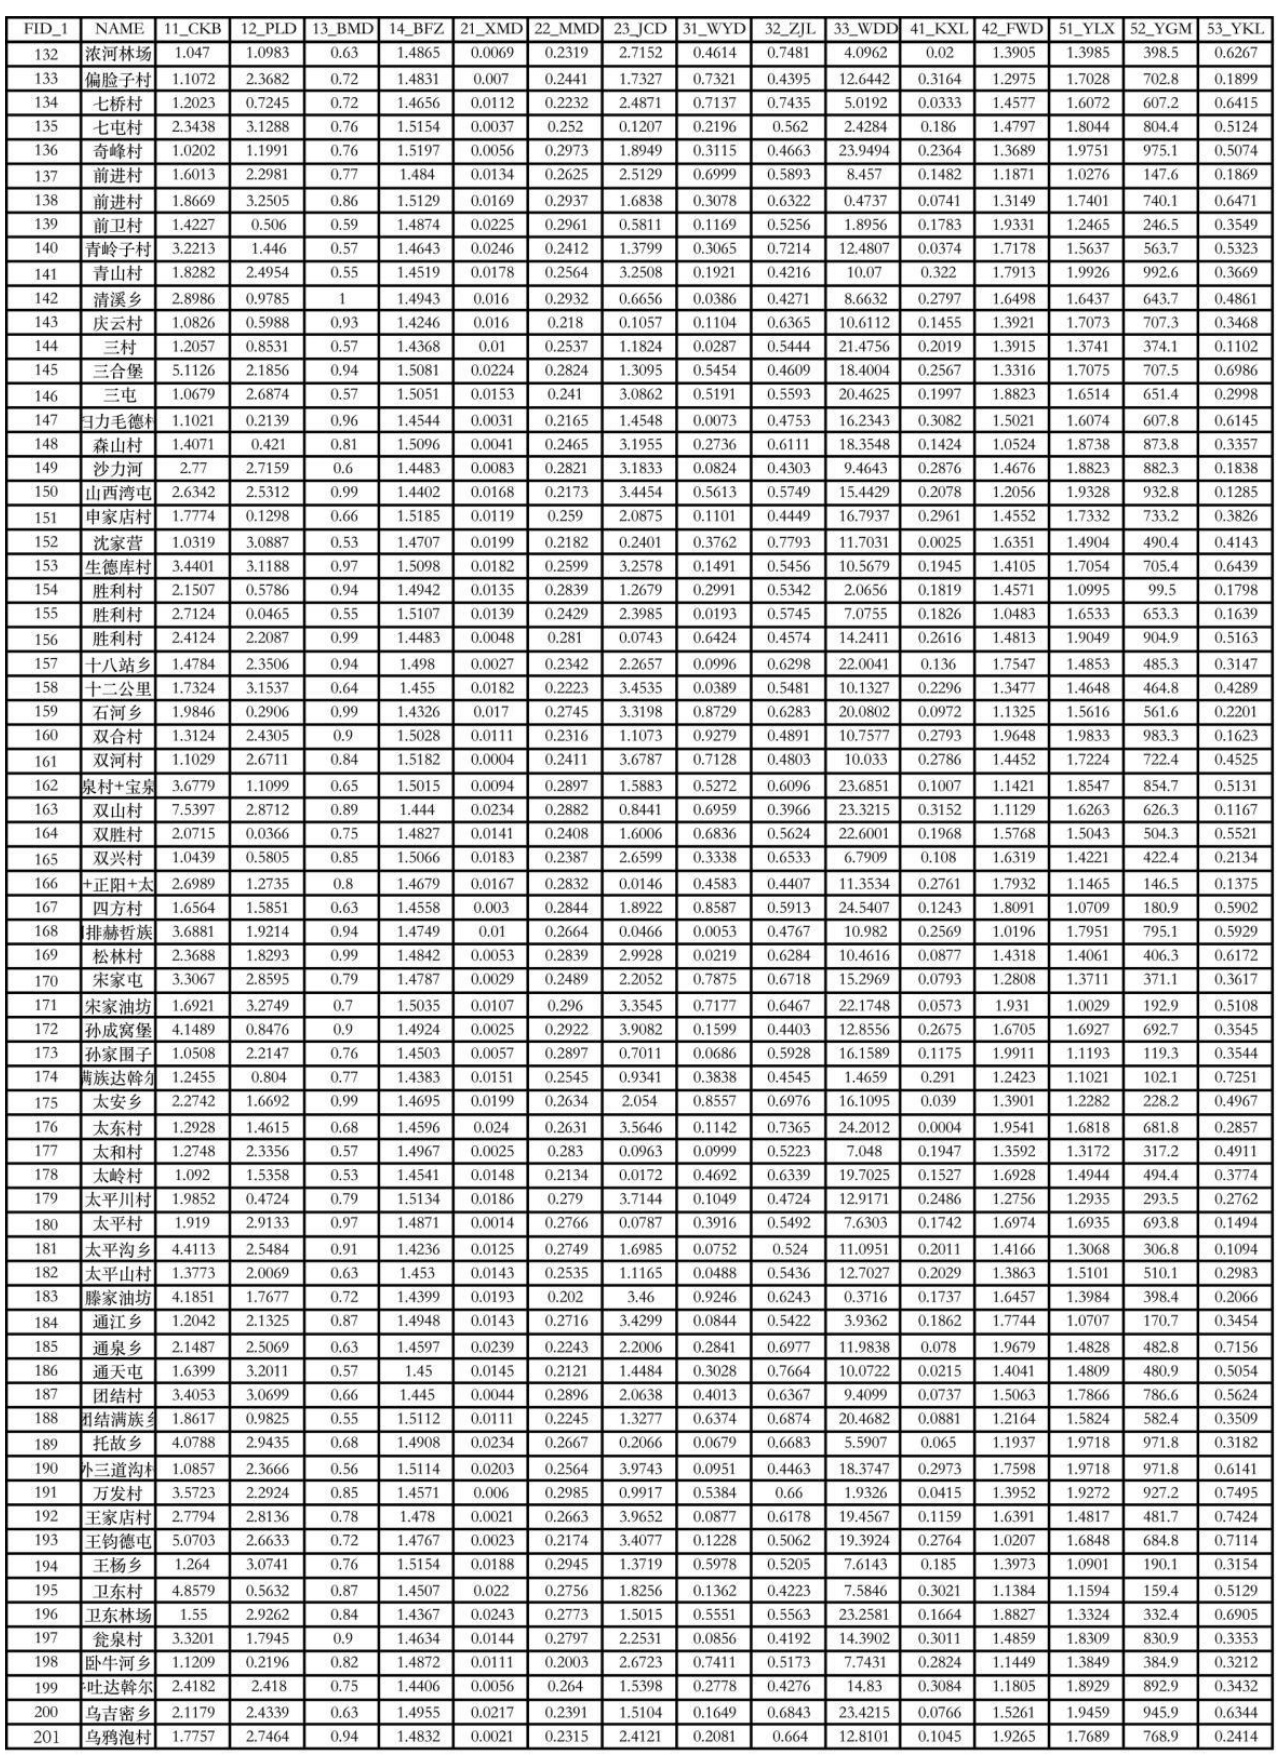 FID_1 NAME 11_CKB 12_PLD 13_BMD 14_BFZ 21_XMD 22_MMD 23_JCD 31_WYD 32_ZJL 33_WDD 41_KXL 42_FWD 51_YLX 52_YGM 53_YKL
132 浓河林场 1.047 1.0983 0.63 1.4865 0.0069 0.2319 2.7152 0.4614 0.7481 4.0962 0.02 1.3905 1.3985 398.5 0.6267
133 偏脸子村 1.1072 2.3682 0.72 1.4831 0.007 0.2441 1.7327 0.7321 0.4395 12.6442 0.3164 1.2975 1.7028 702.8 0.1899
134 七桥村 1.2023 0.7245 0.72 1.4656 0.0112 0.2232 2.4871 0.7137 0.7435 5.0192 0.0333 1.4577 1.6072 607.2 0.6415
135 七屯村 2.3438 3.1288 0.76 1.5154 0.0037 0.252 0.1207 0.2196 0.562 2.4284 0.186 1.4797 1.8044 804.4 0.5124
136 奇峰村 1.0202 1.1991 0.76 1.5197 0.0056 0.2973 1.8949 0.3115 0.4663 23.9494 0.2364 1.3689 1.9751 975.1 0.5074
137 前进村 1.6013 2.2981 0.77 1.484 0.0134 0.2625 2.5129 0.6999 0.5893 8.457 0.1482 1.1871 1.0276 147.6 0.1869
138 前进村 1.8669 3.2505 0.86 1.5129 0.0169 0.2937 1.6838 0.3078 0.6322 0.4737 0.0741 1.3149 1.7401 740.1 0.6471
139 前卫村 1.4227 0.506 0.59 1.4874 0.0225 0.2961 0.5811 0.1169 0.5256 1.8956 0.1783 1.9331 1.2465 246.5 0.3549
140 青岭子村 3.2213 1.446 0.57 1.4643 0.0246 0.2412 1.3799 0.3065 0.7214 12.4807 0.0374 1.7178 1.5637 563.7 0.5323
141 青山村 1.8282 2.4954 0.55 1.4519 0.0178 0.2564 3.2508 0.1921 0.4216 10.07 0.322 1.7913 1.9926 992.6 0.3669
142 清溪乡 2.8986 0.9785 1 1.4943 0.016 0.2932 0.6656 0.0386 0.4271 8.6632 0.2797 1.6498 1.6437 643.7 0.4861
143 庆云村 1.0826 0.5988 0.93 1.4246 0.016 0.218 0.1057 0.1104 0.6365 10.6112 0.1455 1.3921 1.7073 707.3 0.3468
144 三村 1.2057 0.8531 0.57 1.4368 0.01 0.2537 1.1824 0.0287 0.5444 21.4756 0.2019 1.3915 1.3741 374.1 0.1102
145 三合堡 5.1126 2.1856 0.94 1.5081 0.0224 0.2824 1.3095 0.5454 0.4609 18.4004 0.2567 1.3316 1.7075 707.5 0.6986
146 三屯 1.0679 2.6874 0.57 1.5051 0.0153 0.241 3.0862 0.5191 0.5593 20.4625 0.1997 1.8823 1.6514 651.4 0.2998
147 力毛德 1.1021 0.2139 0.96 1.4544 0.0031 0.2165 1.4548 0.0073 0.4753 16.2343 0.3082 1.5021 1.6074 607.8 0.6145
148 森山村 1.4071 0.421 0.81 1.5096 0.0041 0.2465 3.1955 0.2736 0.6111 18.3548 0.1424 1.0524 1.8738 873.8 0.3357
149 沙力河 2.77 2.7159 0.6 1.4483 0.0083 0.2821 3.1833 0.0824 0.4303 9.4643 0.2876 1.4676 1.8823 882.3 0.1838
150 山西湾屯 2.6342 2.5312 0.99 1.4402 0.0168 0.2173 3.4454 0.5613 0.5749 15.4429 0.2078 1.2056 1.9328 932.8 0.1285
151 申家店村 1.7774 0.1298 0.66 1.5185 0.0119 0.259 2.0875 0.1101 0.4449 16.7937 0.2961 1.4552 1.7332 733.2 0.3826
152 沈家营 1.0319 3.0887 0.53 1.4707 0.0199 0.2182 0.2401 0.3762 0.7793 11.7031 0.0025 1.6351 1.4904 490.4 0.4143
153 生德库村 3.4401 3.1188 0.97 1.5098 0.0182 0.2599 3.2578 0.1491 0.5456 10.5679 0.1945 1.4105 1.7054 705.4 0.6439
154 胜利村 2.1507 0.5786 0.94 1.4942 0.0135 0.2839 1.2679 0.2991 0.5342 2.0656 0.1819 1.4571 1.0995 99.5 0.1798
155 胜利村 2.7124 0.0465 0.55 1.5107 0.0139 0.2429 2.3985 0.0193 0.5745 7.0755 0.1826 1.0483 1.6533 653.3 0.1639
156 胜利村 2.4124 2.2087 0.99 1.4483 0.0048 0.281 0.0743 0.6424 0.4574 14.2411 0.2616 1.4813 1.9049 904.9 0.5163
157 十八站乡 1.4784 2.3506 0.94 1.498 0.0027 0.2342 2.2657 0.0996 0.6298 22.0041 0.136 1.7547 1.4853 485.3 0.3147
158 十二公里 1.7324 3.1537 0.64 1.455 0.0182 0.2223 3.4535 0.0389 0.5481 10.1327 0.2296 1.3477 1.4648 464.8 0.4289
159 石河乡 1.9846 0.2906 0.99 1.4326 0.017 0.2745 3.3198 0.8729 0.6283 20.0802 0.0972 1.1325 1.5616 561.6 0.2201
160 双合村 1.3124 2.4305 0.9 1.5028 0.0111 0.2316 1.1073 0.9279 0.4891 10.7577 0.2793 1.9648 1.9833 983.3 0.1623
161 双河村 1.1029 2.6711 0.84 1.5182 0.0004 0.2411 3.6787 0.7128 0.4803 10.033 0.2786 1.4452 1.7224 722.4 0.4525
162 泉村+宝泉 3.6779 1.1099 0.65 1.5015 0.0094 0.2897 1.5883 0.5272 0.6096 23.6851 0.1007 1.1421 1.8547 854.7 0.5131
163 双山村 7.5397 2.8712 0.89 1.444 0.0234 0.2882 0.8441 0.6959 0.3966 23.3215 0.3152 1.1129 1.6263 626.3 0.1167
164 双胜村 2.0715 0.0366 0.75 1.4827 0.0141 0.2408 1.6006 0.6836 0.5624 22.6001 0.1968 1.5768 1.5043 504.3 0.5521
165 双兴村 1.0439 0.5805 0.85 1.5066 0.0183 0.2387 2.6599 0.3338 0.6533 6.7909 0.108 1.6319 1.4221 422.4 0.2134
166 +正阳+太 2.6989 1.2735 0.8 1.4679 0.0167 0.2832 0.0146 0.4583 0.4407 11.3534 0.2761 1.7932 1.1465 146.5 0.1375
167 四方村 1.6564 1.5851 0.63 1.4558 0.003 0.2844 1.8922 0.8587 0.5913 24.5407 0.1243 1.8091 1.0709 180.9 0.5902
168 排赫哲族 3.6881 1.9214 0.94 1.4749 0.01 0.2664 0.0466 0.0053 0.4767 10.982 0.2569 1.0196 1.7951 795.1 0.5929
169 松林村 2.3688 1.8293 0.99 1.4842 0.0053 0.2839 2.9928 0.0219 0.6284 10.4616 0.0877 1.4318 1.4061 406.3 0.6172
170 宋家屯 3.3067 2.8595 0.79 1.4787 0.0029 0.2489 2.2052 0.7875 0.6718 15.2969 0.0793 1.2808 1.3711 371.1 0.3617
171 宋家油坊 1.6921 3.2749 0.7 1.5035 0.0107 0.296 3.3545 0.7177 0.6467 22.1748 0.0573 1.931 1.0029 192.9 0.5108
172 孙成窝堡 4.1489 0.8476 0.9 1.4924 0.0025 0.2922 3.9082 0.1599 0.4403 12.8556 0.2675 1.6705 1.6927 692.7 0.3545
173 孙家围子 1.0508 2.2147 0.76 1.4503 0.0057 0.2897 0.7011 0.0686 0.5928 16.1589 0.1175 1.9911 1.1193 119.3 0.3544
174 满族达斡尔 1.2455 0.804 0.77 1.4383 0.0151 0.2545 0.9341 0.3838 0.4545 1.4659 0.291 1.2423 1.1021 102.1 0.7251
175 太安乡 2.2742 1.6692 0.99 1.4695 0.0199 0.2634 2.054 0.8557 0.6976 16.1095 0.039 1.3901 1.2282 228.2 0.4967
176 太东村 1.2928 1.4615 0.68 1.4596 0.024 0.2631 3.5646 0.1142 0.7365 24.2012 0.0004 1.9541 1.6818 681.8 0.2857
177 太和村 1.2748 2.3356 0.57 1.4967 0.0025 0.283 0.0963 0.0999 0.5223 7.048 0.1947 1.3592 1.3172 317.2 0.4911
178 太岭村 1.092 1.5358 0.53 1.4541 0.0148 0.2134 0.0172 0.4692 0.6339 19.7025 0.1527 1.6928 1.4944 494.4 0.3774
179 太平川村 1.9852 0.4724 0.79 1.5134 0.0186 0.279 3.7144 0.1049 0.4724 12.9171 0.2486 1.2756 1.2935 293.5 0.2762
180 太平村 1.919 2.9133 0.97 1.4871 0.0014 0.2766 0.0787 0.3916 0.5492 7.6303 0.1742 1.6974 1.6935 693.8 0.1494
181 太平沟乡 4.4113 2.5484 0.91 1.4236 0.0125 0.2749 1.6985 0.0752 0.524 11.0951 0.2011 1.4166 1.3068 306.8 0.1094
182 太平山村 1.3773 2.0069 0.63 1.453 0.0143 0.2535 1.1165 0.0488 0.5436 12.7027 0.2029 1.3863 1.5101 510.1 0.2983
183 滕家油坊 4.1851 1.7677 0.72 1.4399 0.0193 0.202 3.46 0.9246 0.6243 0.3716 0.1737 1.6457 1.3984 398.4 0.2066
184 通江乡 1.2042 2.1325 0.87 1.4948 0.0143 0.2716 3.4299 0.0844 0.5422 3.9362 0.1862 1.7744 1.0707 170.7 0.3454
185 通泉乡 2.1487 2.5069 0.63 1.4597 0.0239 0.2243 2.2006 0.2841 0.6977 11.9838 0.078 1.9679 1.4828 482.8 0.7156
186 通天屯 1.6399 3.2011 0.57 1.45 0.0145 0.2121 1.4484 0.3028 0.7664 10.0722 0.0215 1.4041 1.4809 480.9 0.5054
187 团结村 3.4053 3.0699 0.66 1.445 0.0044 0.2896 2.0638 0.4013 0.6367 9.4099 0.0737 1.5063 1.7866 786.6 0.5624
188 团结满族乡 1.8617 0.9825 0.55 1.5112 0.0111 0.2245 1.3277 0.6374 0.6874 20.4682 0.0881 1.2164 1.5824 582.4 0.3509
189 托故乡 4.0788 2.9435 0.68 1.4908 0.0234 0.2667 0.2066 0.0679 0.6683 5.5907 0.065 1.1937 1.9718 971.8 0.3182
190 外三道沟村 1.0857 2.3666 0.56 1.5114 0.0203 0.2564 3.9743 0.0951 0.4463 18.3747 0.2973 1.7598 1.9718 971.8 0.6141
191 万发村 3.5723 2.2924 0.85 1.4571 0.006 0.2985 0.9917 0.5384 0.66 1.9326 0.0415 1.3952 1.9272 927.2 0.7495
192 王家店村 2.7794 2.8136 0.78 1.478 0.0021 0.2663 3.9652 0.0877 0.6178 19.4567 0.1159 1.6391 1.4817 481.7 0.7424
193 王钧德屯 5.0703 2.6633 0.72 1.4767 0.0023 0.2174 3.4077 0.1228 0.5062 19.3924 0.2764 1.0207 1.6848 684.8 0.7114
194 王杨乡 1.264 3.0741 0.76 1.5154 0.0188 0.2945 1.3719 0.5978 0.5205 7.6143 0.185 1.3973 1.0901 190.1 0.3154
195 卫东村 4.8579 0.5632 0.87 1.4507 0.022 0.2756 1.8256 0.1362 0.4223 7.5846 0.3021 1.1384 1.1594 159.4 0.5129
196 卫东林场 1.55 2.9262 0.84 1.4367 0.0243 0.2773 1.5015 0.5551 0.5563 23.2581 0.1664 1.8827 1.3324 332.4 0.6905
197 瓮泉村 3.3201 1.7945 0.9 1.4634 0.0144 0.2797 2.2531 0.0856 0.4192 14.3902 0.3011 1.4859 1.8309 830.9 0.3353
198 卧牛河乡 1.1209 0.2196 0.82 1.4872 0.0111 0.2003 2.6723 0.7411 0.5173 7.7431 0.2824 1.1449 1.3849 384.9 0.3212
199 吐达斡尔 2.4182 2.418 0.75 1.4406 0.0056 0.264 1.5398 0.2778 0.4276 14.83 0.3084 1.1805 1.8929 892.9 0.3432
200 乌吉密乡 2.1179 2.4339 0.63 1.4955 0.0217 0.2391 1.5104 0.1649 0.6843 23.4215 0.0766 1.5261 1.9459 945.9 0.6344
201 乌鸦泡村 1.7757 2.7464 0.94 1.4832 0.0021 0.2315 2.4121 0.2081 0.664 12.8101 0.1045 1.9265 1.7689 768.9 0.2414